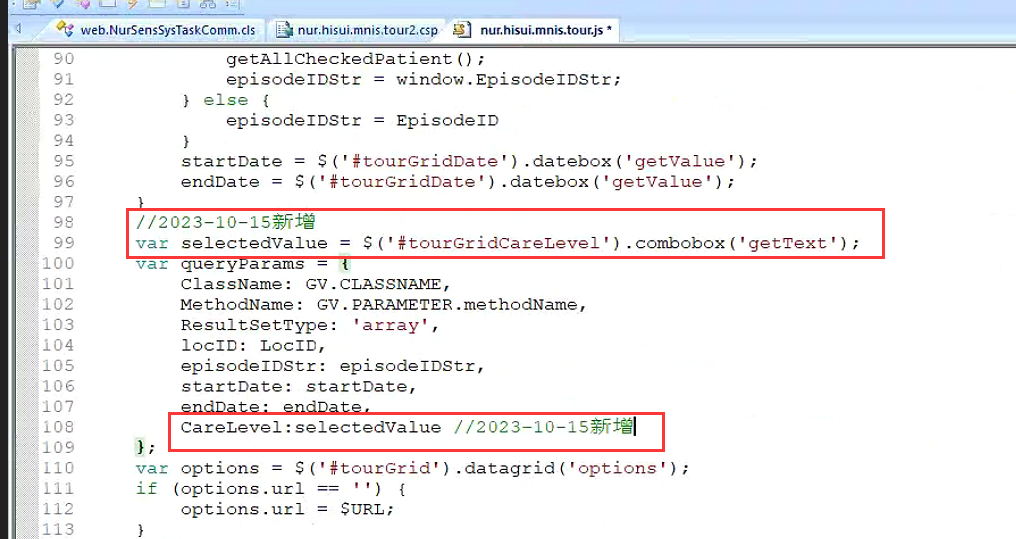 web.NurSensSysTaskComm.cls nur.hisui.mnis.tour2.csp nur.hisui.mnis.tour.js *
90 getAllCheckedPatient();
91 episodeIDStr = window.EpisodeIDStr;
92 } else {
93 episodeIDStr = EpisodeID
94 }
95 startDate = $('#tourGridDate').datebox('getValue');
96 endDate = $('#tourGridDate').datebox('getValue');
97 }
98 //2023-10-15新增
99 var selectedValue = $('#tourGridCareLevel').combobox('getText');
100 var queryParams = {
101 ClassName: GV.CLASSNAME,
102 MethodName: GV.PARAMETER.methodName,
103 ResultSetType: 'array',
104 locID: LocID,
105 episodeIDStr: episodeIDStr,
106 startDate: startDate,
107 endDate: endDate,
108 CareLevel:selectedValue //2023-10-15新增
109 };
110 var options = $('#tourGrid').datagrid('options');
111 if (options.url == '') {
112 options.url = $URL;
113 }